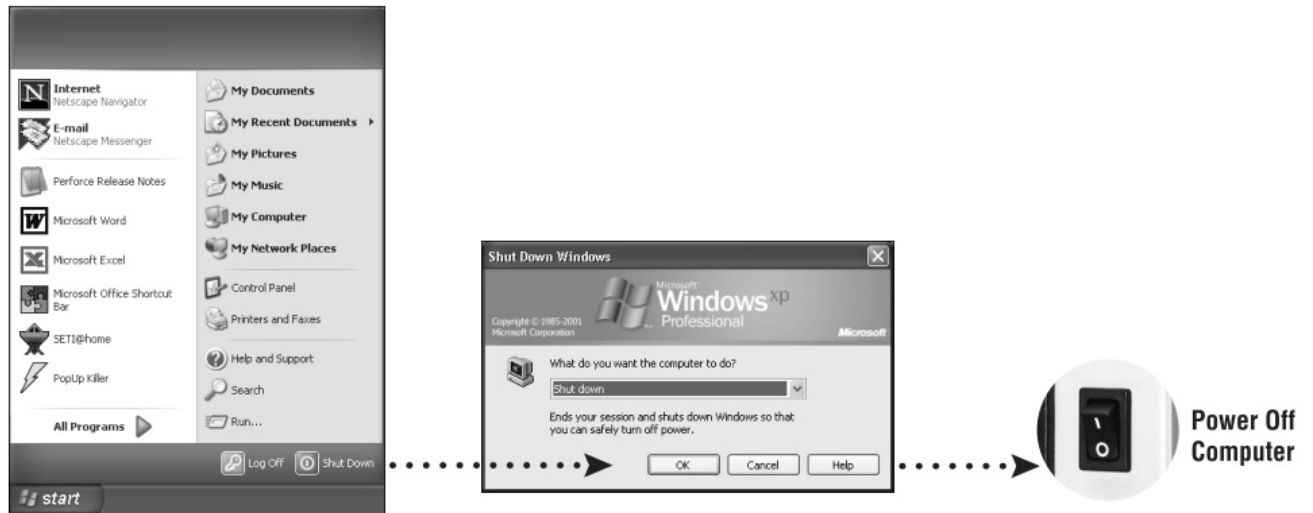 Internet
Netscape Navigator
E-mail
Netscape Messenger
Perforce Release Notes
Microsoft Word
Microsoft Excel
Microsoft Office Shortcut
Bar
SETI@home
PopUp Killer
All Programs
My Documents
My Recent Documents
My Pictures
My Music
My Computer
My Network Places
Control Panel
Printers and Faxes
Help and Support
Search
Run...
Log Off Shut Down
start
Shut Down Windows
Copyright © 1985-2001
Microsoft Corporation
Microsoft
Windows xp
Professional
Microsoft
What do you want the computer to do?
Shut down
Ends your session and shuts down Windows so that
you can safely turn off power.
OK Cancel Help
Power Off
Computer